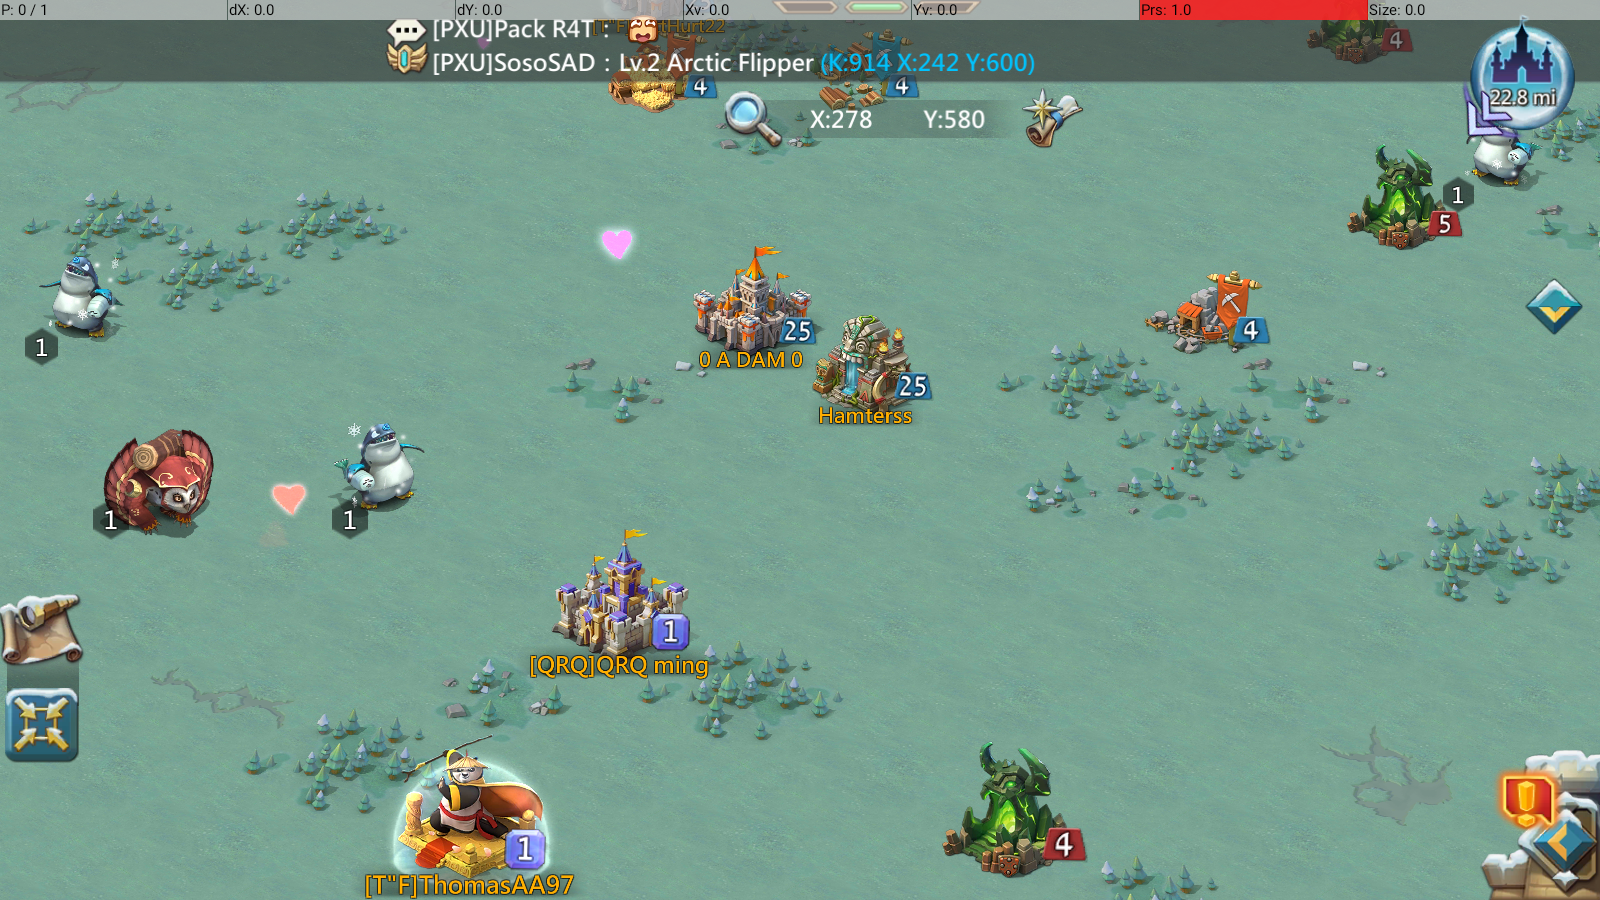 P: 0 / 1 dX: 0.0 dY: 0.0 Xv: 0.0 Yv: 0.0 Prs: 1.0 Size: 0.0
[PXU]Pack R4T :
[T"F] tHurt22
4
[PXU]SosoSAD : Lv.2 Arctic Flipper (K:914 X:242 Y:600)
4
4
22.8 mi
X:278 Y:580
1
5
25
4
1
0 A DAM 0
25
Hamterss
1
1
1
[QRQ]QRQ ming
4
1
[T"F]ThomasAA97